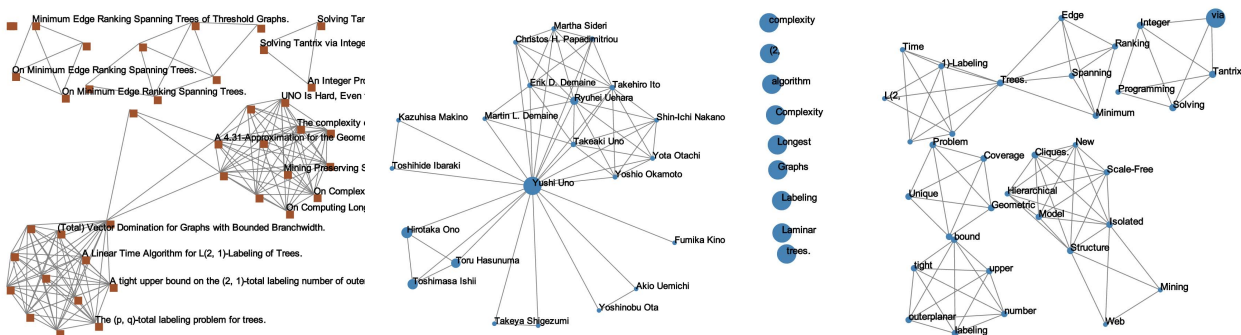 Minimum Edge Ranking Spanning Trees of Threshold Graphs.
Solving Tan
Solving Tantrix via Intege
On Minimum Edge Ranking Spanning Trees.
An Integer Pro
On Minimum Edge Ranking Spanning Trees.
UNO Is Hard, Even
The complexity
A 4.31-Approximation for the Geome
Mining Preserving S
On Complex
On Computing Long
(Total) Vector Domination for Graphs with Bounded Branchwidth.
A Linear Time Algorithm for L(2, 1)-Labeling of Trees.
A tight upper bound on the (2, 1)-total labeling number of oute
The (p, q)-total labeling problem for trees.
Martha Sideri
Christos H. Papadimitriou
Erik D. Demaine
Takehiro Ito
Ryuhei Uehara
Kazuhisa Makino
Martin L. Demaine
Shin-Ichi Nakano
Takeaki Uno
Toshihide Ibaraki
Yota Otachi
Yoshio Okamoto
Yushi Uno
Hirotaka Ono
Fumika Kino
Toru Hasunuma
Toshimasa Ishii
Akio Uemichi
Yoshinobu Ota
Takeya Shigezumi
complexity
(2,
algorithm
Complexity
Longest
Graphs
Labeling
Laminar
trees.
Edge
Integer
via
Time
Ranking
1)-Labeling
Trees.
Spanning
Tantrix
L(2,
Programming
Minimum
Solving
Problem
New
Coverage
Cliques.
Scale-Free
Unique
Hierarchical
Geometric
Model
Isolated
bound
Structure
tight
upper
Mining
outerplanar
number
labeling
Web